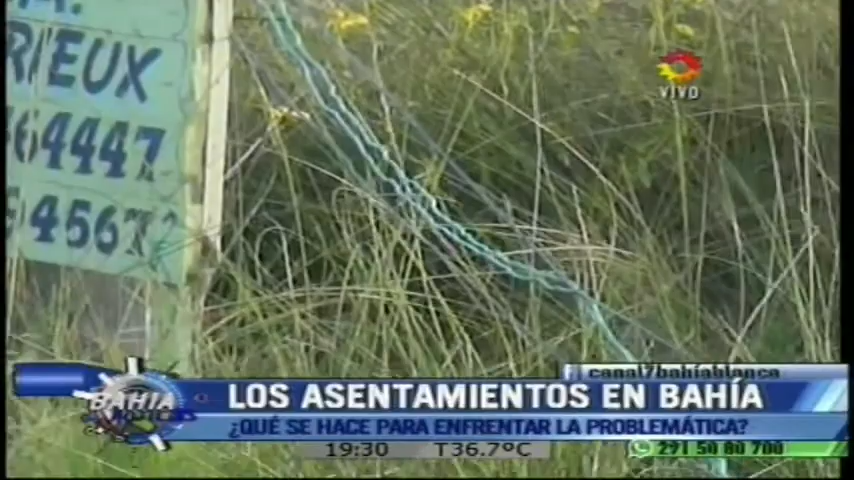 RIEUX
64447
4567
VIVO
canal7bahiablanca
LOS ASENTAMIENTOS EN BAHÍA
¿QUÉ SE HACE PARA ENFRENTAR LA PROBLEMÁTICA?
BAHIA
19:30
T36.7°C
291 50 80 700